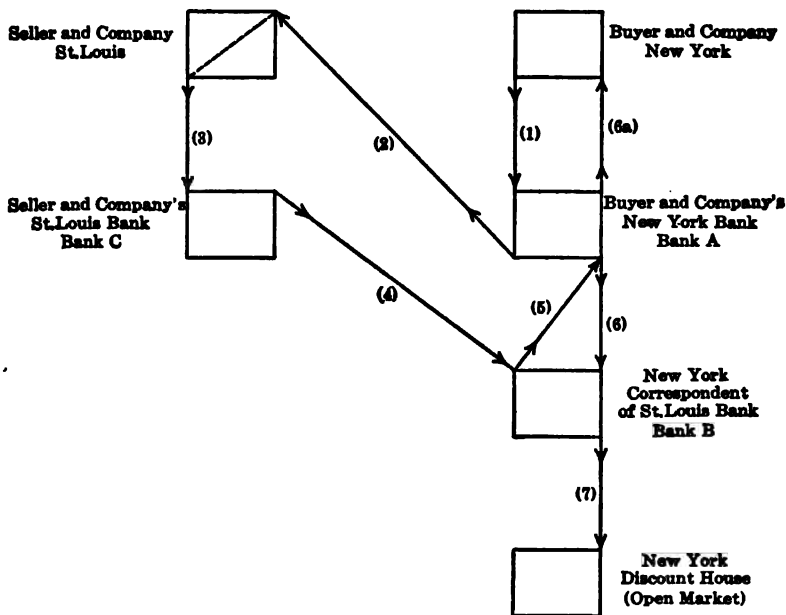 Seller and Company
St.Louis
Buyer and Company
New York
(1)
(6a)
(2)
(3)
Seller and Company's
St.Louis Bank
Bank C
Buyer and Company's
New York Bank
Bank A
(4)
(5)
(6)
New York
Correspondent
of St.Louis Bank
Bank B
(7)
New York
Discount House
(Open Market)